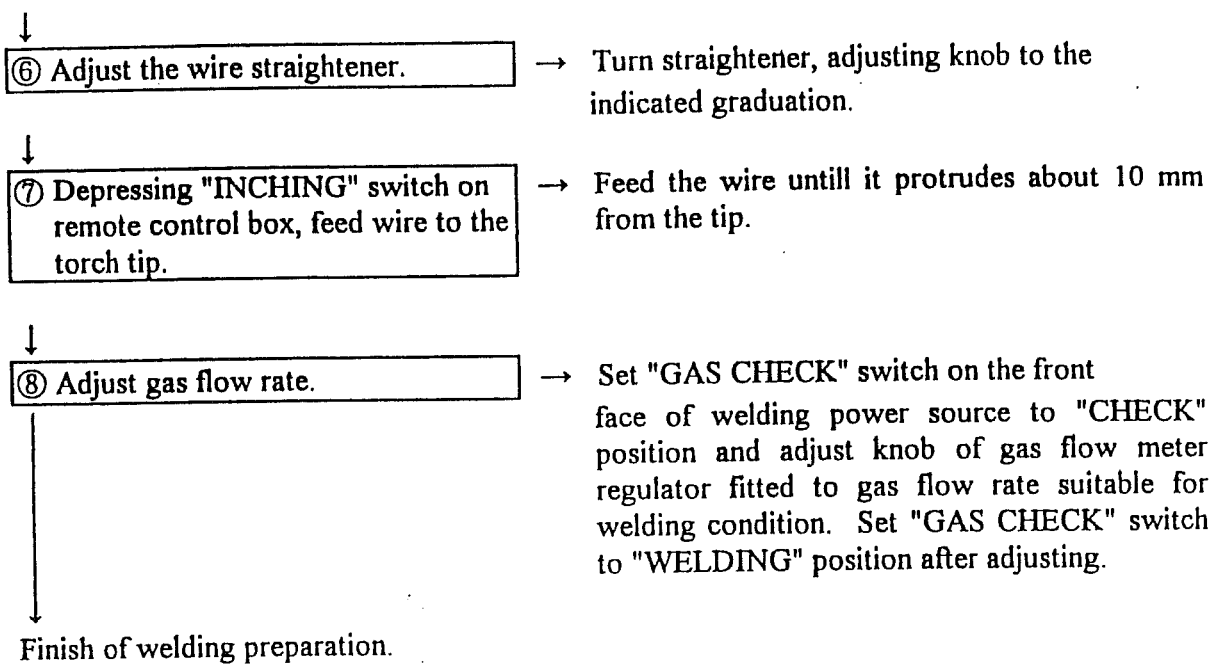 ↓
⑥ Adjust the wire straightener. → Turn straightener, adjusting knob to the
indicated graduation.
↓
⑦ Depressing "INCHING" switch on → Feed the wire untill it protrudes about 10 mm
remote control box, feed wire to the from the tip.
torch tip.
↓
⑧ Adjust gas flow rate. → Set "GAS CHECK" switch on the front
face of welding power source to "CHECK"
position and adjust knob of gas flow meter
regulator fitted to gas flow rate suitable for
welding condition. Set "GAS CHECK" switch
to "WELDING" position after adjusting.
↓
Finish of welding preparation.